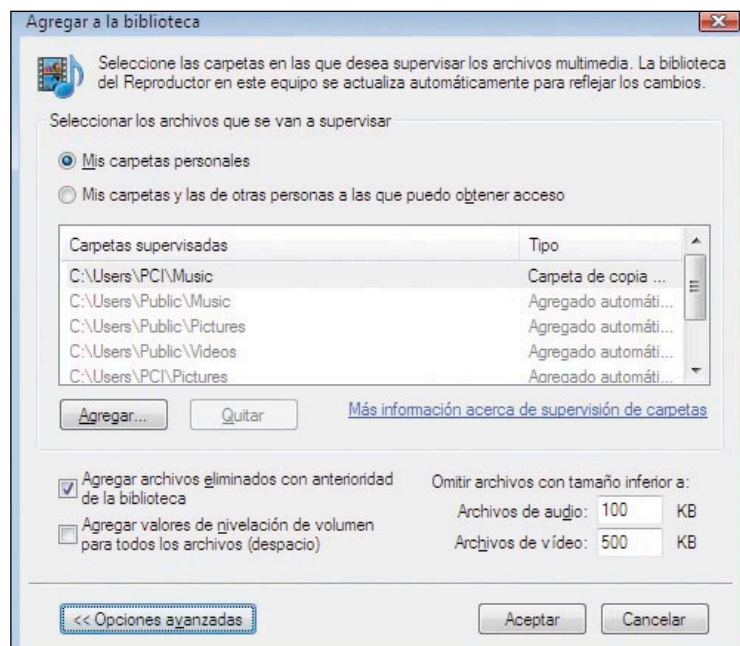 Agregar a la biblioteca
Seleccione las carpetas en las que desea supervisar los archivos multimedia. La biblioteca
del Reproductor en este equipo se actualiza automáticamente para reflejar los cambios.
Seleccionar los archivos que se van a supervisar
Mis carpetas personales
Mis carpetas y las de otras personas a las que puedo obtener acceso
Carpetas supervisadas Tipo
C:\Users\PCI\Music Carpeta de copia ...
C:\Users\Public\Music Agregado automáti...
C:\Users\Public\Pictures Agregado automáti...
C:\Users\Public\Videos Agregado automáti...
C:\Users\PCI\Pictures Agregado automáti...
Agregar... Quitar Más información acerca de supervisión de carpetas
Agregar archivos eliminados con anterioridad
de la biblioteca
Agregar valores de nivelación de volumen
para todos los archivos (despacio)
Omitir archivos con tamaño inferior a:
Archivos de audio: 100 KB
Archivos de vídeo: 500 KB
<< Opciones avanzadas Aceptar Cancelar